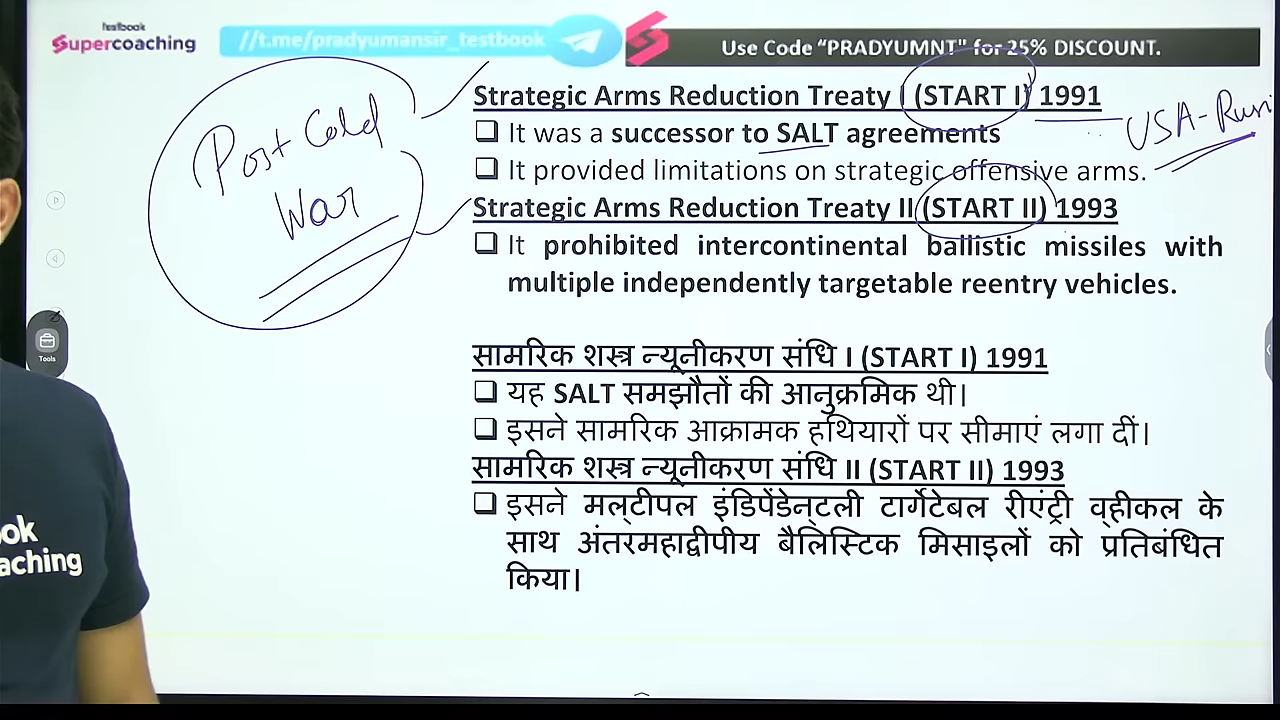 testbook
Supercoaching
//t.me/pradyumansir_testbook
Use Code “PRADYUMNT" for 25% DISCOUNT.
Post Cold
War
Strategic Arms Reduction Treaty I (START I) 1991
USA-Russi
❑ It was a successor to SALT agreements
❑ It provided limitations on strategic offensive arms.
Strategic Arms Reduction Treaty II (START II) 1993
❑ It prohibited intercontinental ballistic missiles with
multiple independently targetable reentry vehicles.
Tools
सामरिक शस्त्र न्यूनीकरण संधि I (START I) 1991
❑ यह SALT समझौतों की आनुक्रमिक थी।
❑ इसने सामरिक आक्रामक हथियारों पर सीमाएं लगा दीं।
सामरिक शस्त्र न्यूनीकरण संधि II (START II) 1993
❑ इसने मल्टीपल इंडिपेंडेन्टली टार्गेटेबल रीएंट्री व्हीकल के
साथ अंतरमहाद्वीपीय बैलिस्टिक मिसाइलों को प्रतिबंधित
किया।
ok
aching